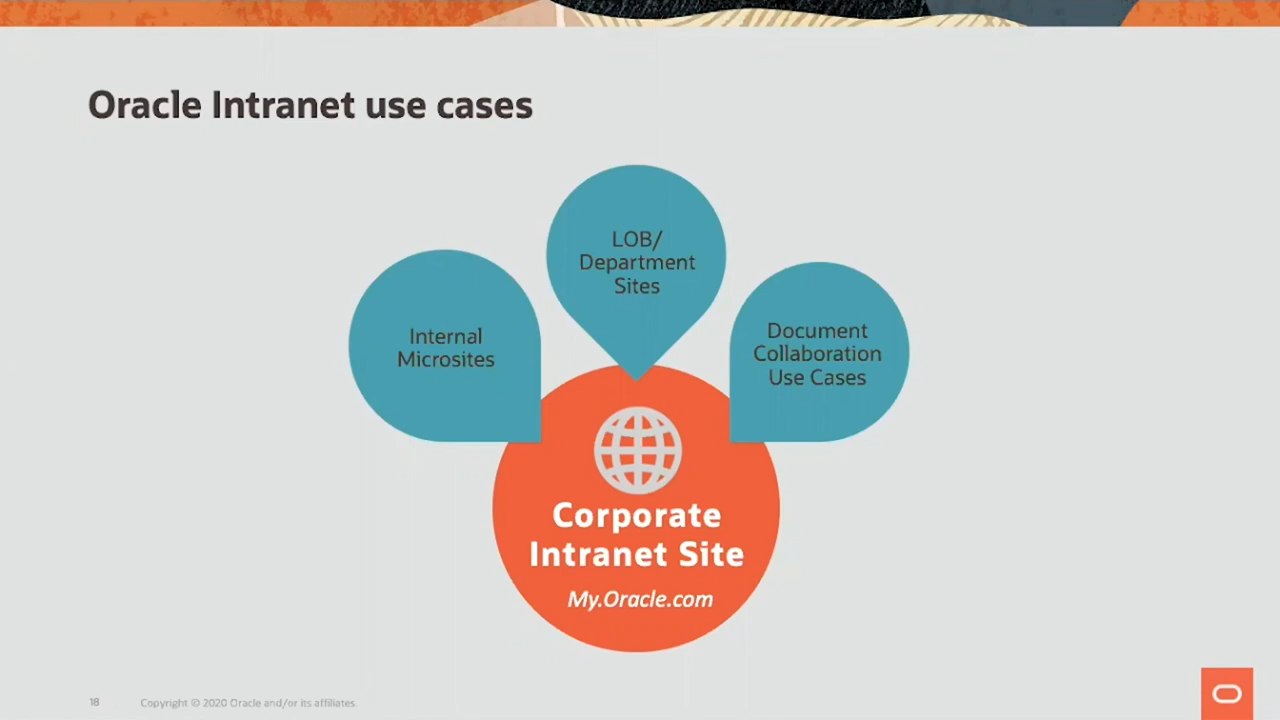 Oracle Intranet use cases
LOB/
Department
Sites
Internal
Microsites
Document
Collaboration
Use Cases
Corporate
Intranet Site
My.Oracle.com
18
Copyright © 2020 Oracle and/or its affiliates.